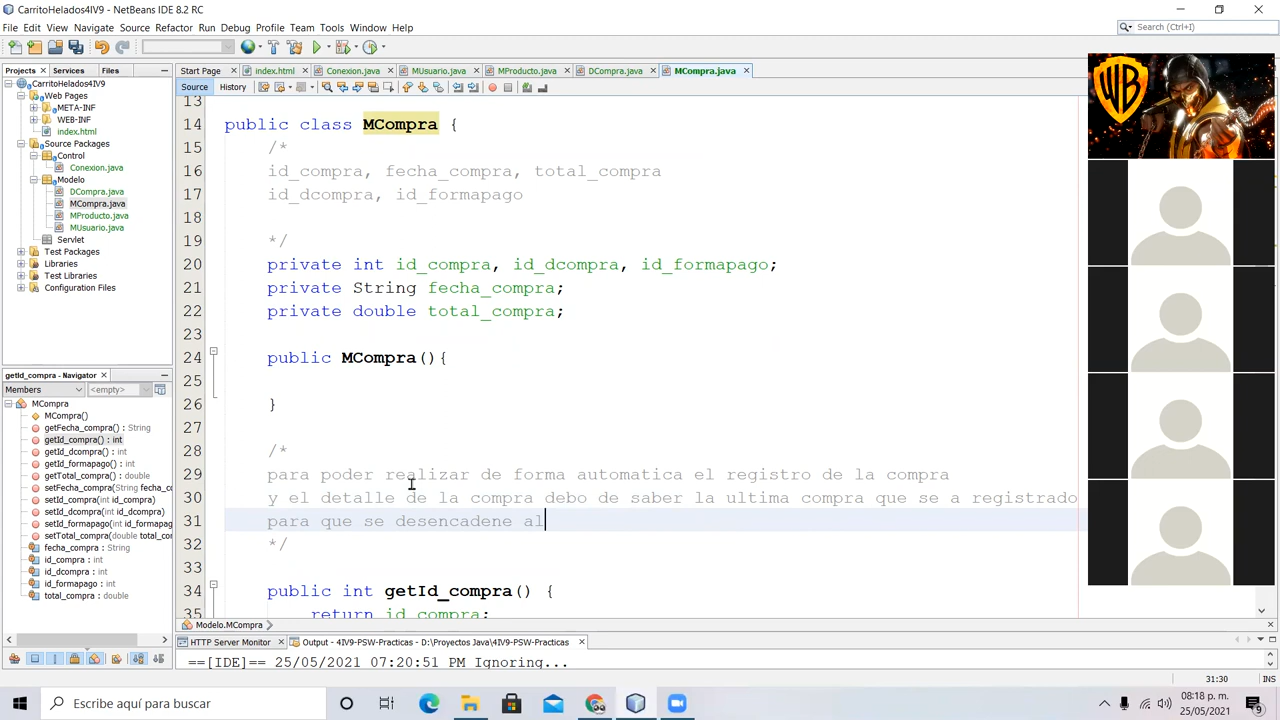 CarritoHelados4IV9 - NetBeans IDE 8.2 RC
File Edit View Navigate Source Refactor Run Debug Profile Team Tools Window Help
Search (Ctrl+I)
Projects Services Files
Start Page index.html Conexion.java MUsuario.java MProducto.java DCompra.java MCompra.java
Source History
CarritoHelados4IV9
Web Pages
META-INF
WEB-INF
index.html
Source Packages
Control
Conexion.java
Modelo
DCompra.java
MCompra.java
MProducto.java
MUsuario.java
Servlet
Test Packages
Libraries
Test Libraries
Configuration Files
13
14 public class MCompra {
15 /*
16 id_compra, fecha_compra, total_compra
17 id_dcompra, id_formapago
18
19 */
20 private int id_compra, id_dcompra, id_formapago;
21 private String fecha_compra;
22 private double total_compra;
23
24 public MCompra(){
25
26 }
27
28 /*
29 para poder realizar de forma automatica el registro de la compra
30 y el detalle de la compra debo de saber la ultima compra que se a registrado
31 para que se desencadene al
32 */
33
34 public int getId_compra() {
35 return id_compra;
WB
getId_compra - Navigator
Members <empty>
MCompra
MCompra()
getFecha_compra() : String
getId_compra() : int
getId_dcompra() : int
getId_formapago() : int
getTotal_compra() : double
setFecha_compra(String fecha_c
setId_compra(int id_compra)
setId_dcompra(int id_dcompra)
setId_formapago(int id_formapag
setTotal_compra(double total_co
fecha_compra : String
id_compra : int
id_dcompra : int
id_formapago : int
total_compra : double
Modelo.MCompra
HTTP Server Monitor Output - 4IV9-PSW-Practicas - D:\Proyectos Java\4IV9-PSW-Practicas
==[IDE]== 25/05/2021 07:20:51 PM Ignoring...
31:30 INS
Escribe aquí para buscar
08:18 p. m.
25/05/2021
9